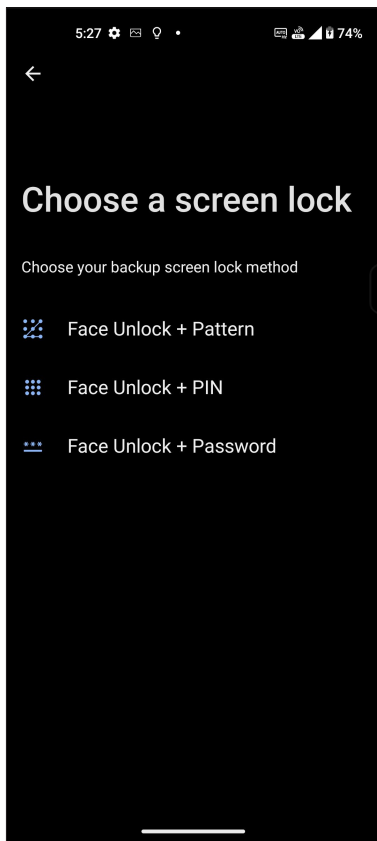 5:27 74%
Choose a screen lock
Choose your backup screen lock method
Face Unlock + Pattern
Face Unlock + PIN
Face Unlock + Password